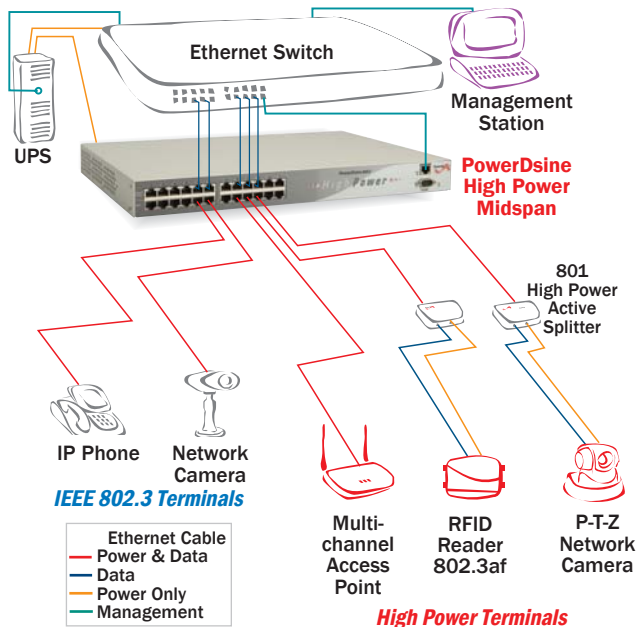 Ethernet Switch
UPS
Management
Station
PowerDsine
High Power
Midspan
High Power
801
High Power
Active
Splitter
IP Phone
Network
Camera
IEEE 802.3 Terminals
Multi-
channel
Access
Point
RFID
Reader
802.3af
P-T-Z
Network
Camera
High Power Terminals
Ethernet Cable
Power & Data
Data
Power Only
Management